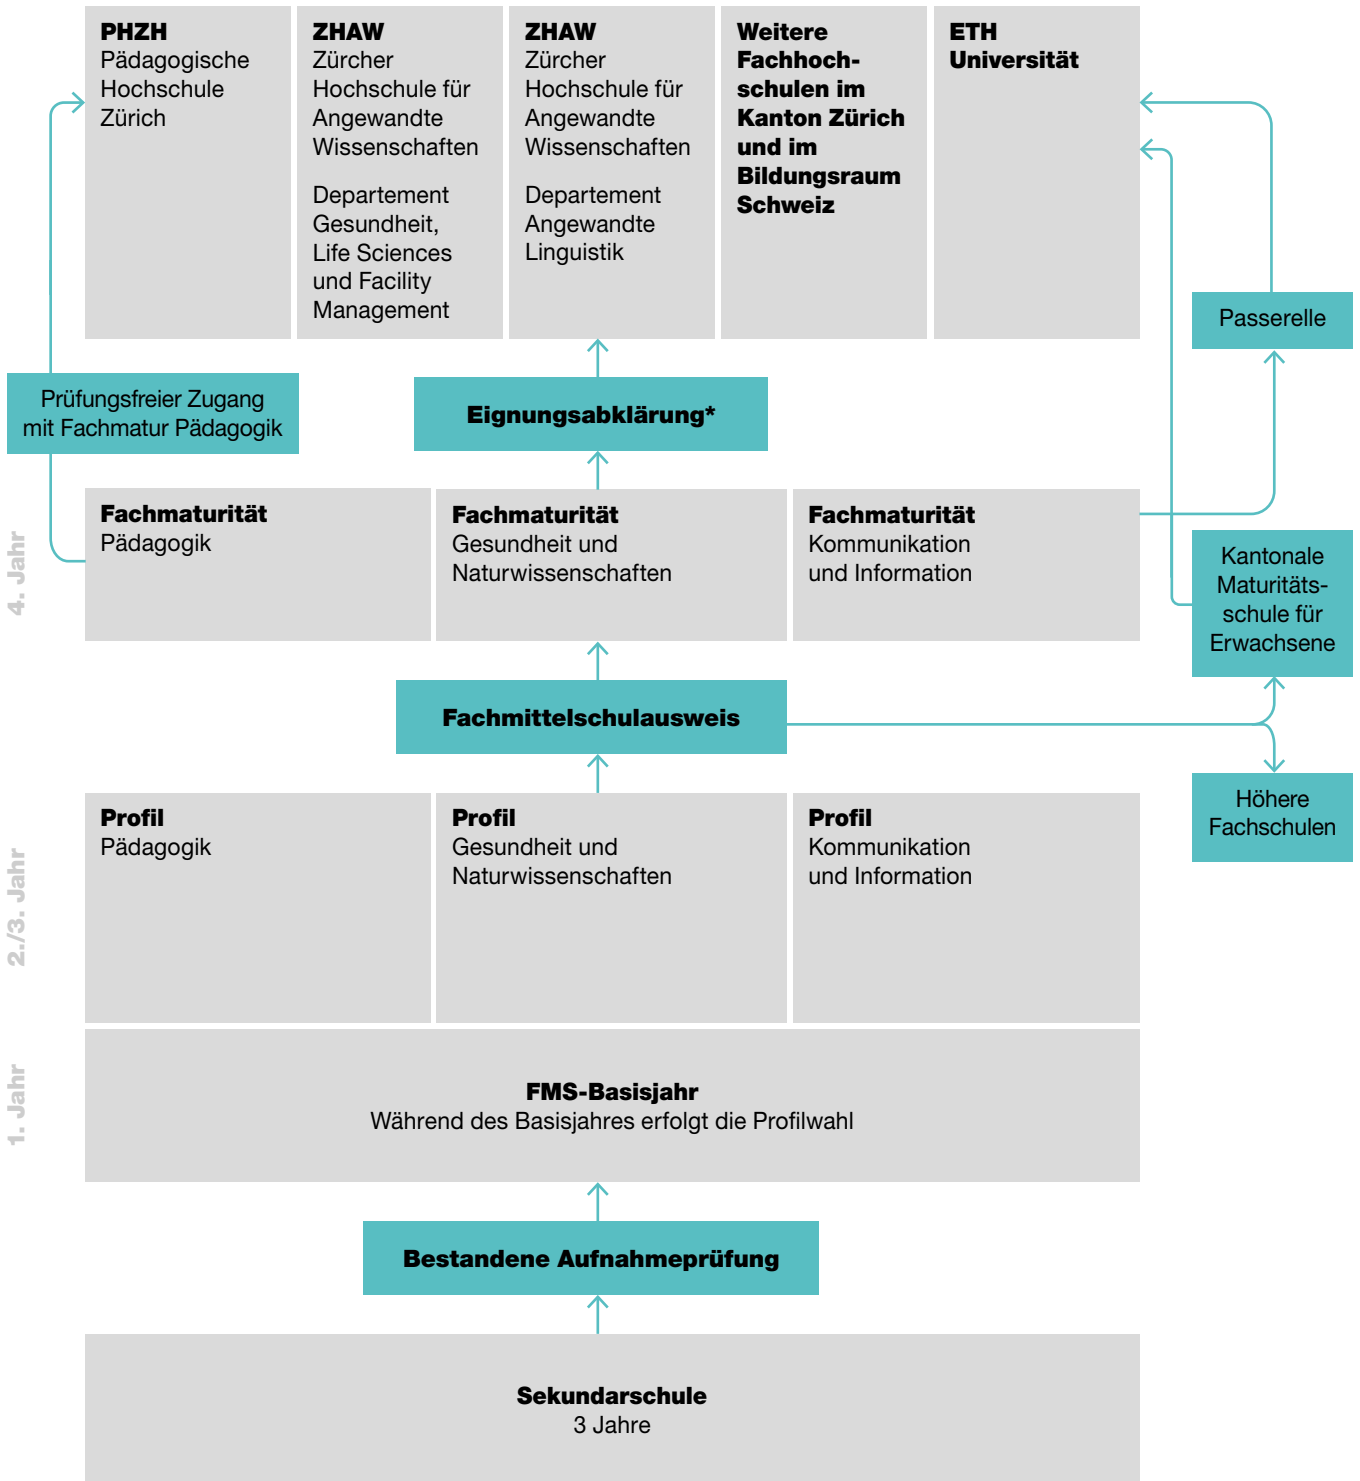 PHZH
Pädagogische
Hochschule
Zürich
ZHAW
Zürcher
Hochschule für
Angewandte
Wissenschaften
Departement
Gesundheit,
Life Sciences
und Facility
Management
ZHAW
Zürcher
Hochschule für
Angewandte
Wissenschaften
Departement
Angewandte
Linguistik
Weitere
Fachhoch-
schulen im
Kanton Zürich
und im
Bildungsraum
Schweiz
ETH
Universität
Passerelle
Prüfungsfreier Zugang
mit Fachmatur Pädagogik
Eignungsabklärung*
4. Jahr
Fachmaturität
Pädagogik
Fachmaturität
Gesundheit und
Naturwissenschaften
Fachmaturität
Kommunikation
und Information
Kantonale
Maturitäts-
schule für
Erwachsene
Fachmittelschulausweis
Höhere
Fachschulen
2./3. Jahr
Profil
Pädagogik
Profil
Gesundheit und
Naturwissenschaften
Profil
Kommunikation
und Information
1. Jahr
FMS-Basisjahr
Während des Basisjahres erfolgt die Profilwahl
Bestandene Aufnahmeprüfung
Sekundarschule
3 Jahre